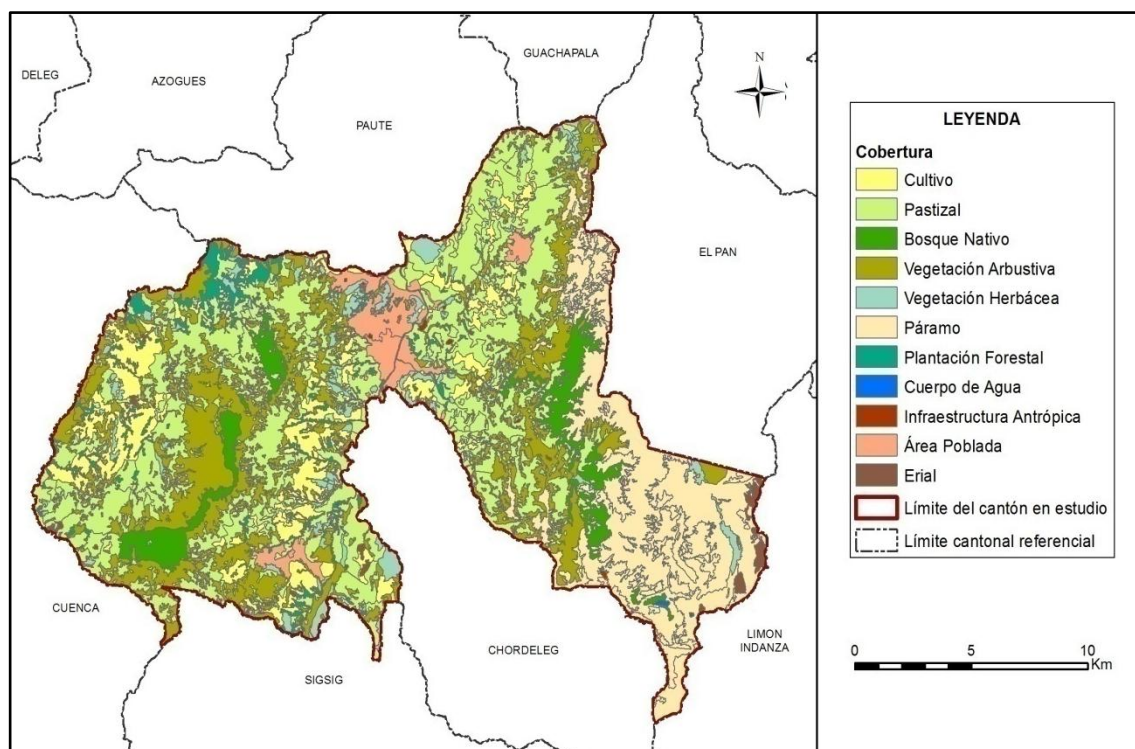 GUACHAPALA
DELEG
AZOGUES
N
PAUTE
EL PAN
CUENCA
CHORDELEG
LIMON
INDANZA
SIGSIG
LEYENDA
Cobertura
Cultivo
Pastizal
Bosque Nativo
Vegetación Arbustiva
Vegetación Herbácea
Páramo
Plantación Forestal
Cuerpo de Agua
Infraestructura Antrópica
Área Poblada
Erial
Límite del cantón en estudio
Límite cantonal referencial
0 5 10
Km